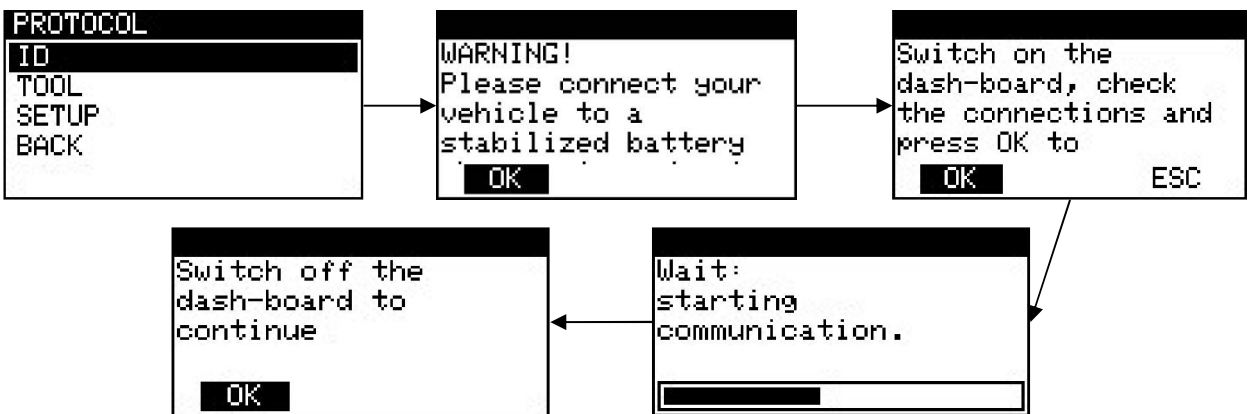 PROTOCOL
ID
TOOL
SETUP
BACK
WARNING!
Please connect your
vehicle to a
stabilized battery
OK
Switch on the
dash-board, check
the connections and
press OK to
OK ESC
Wait:
starting
communication.
Switch off the
dash-board to
continue
OK